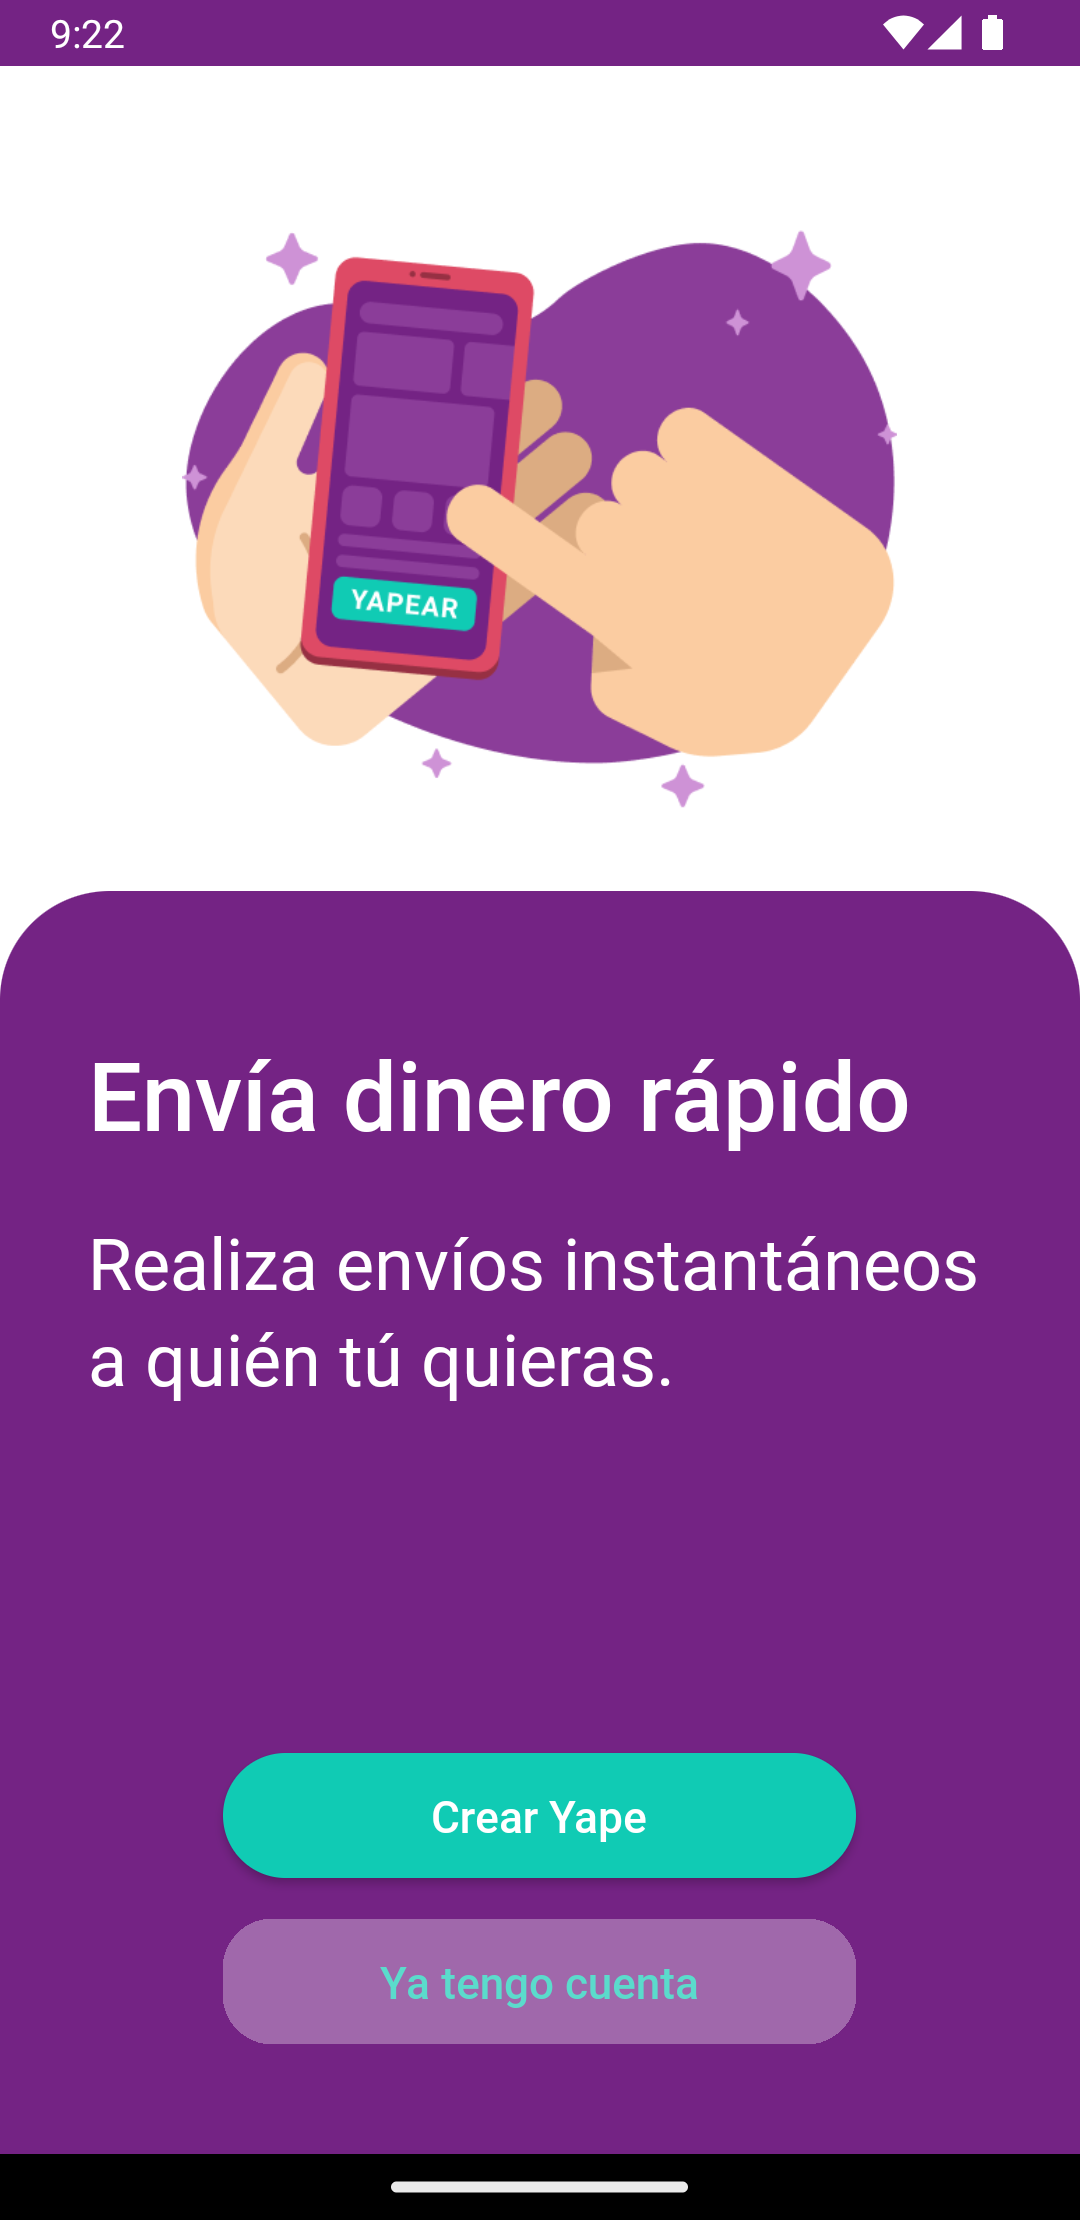 9:22
YAPEAR
Envía dinero rápido
Realiza envíos instantáneos
a quién tú quieras.
Crear Yape
Ya tengo cuenta